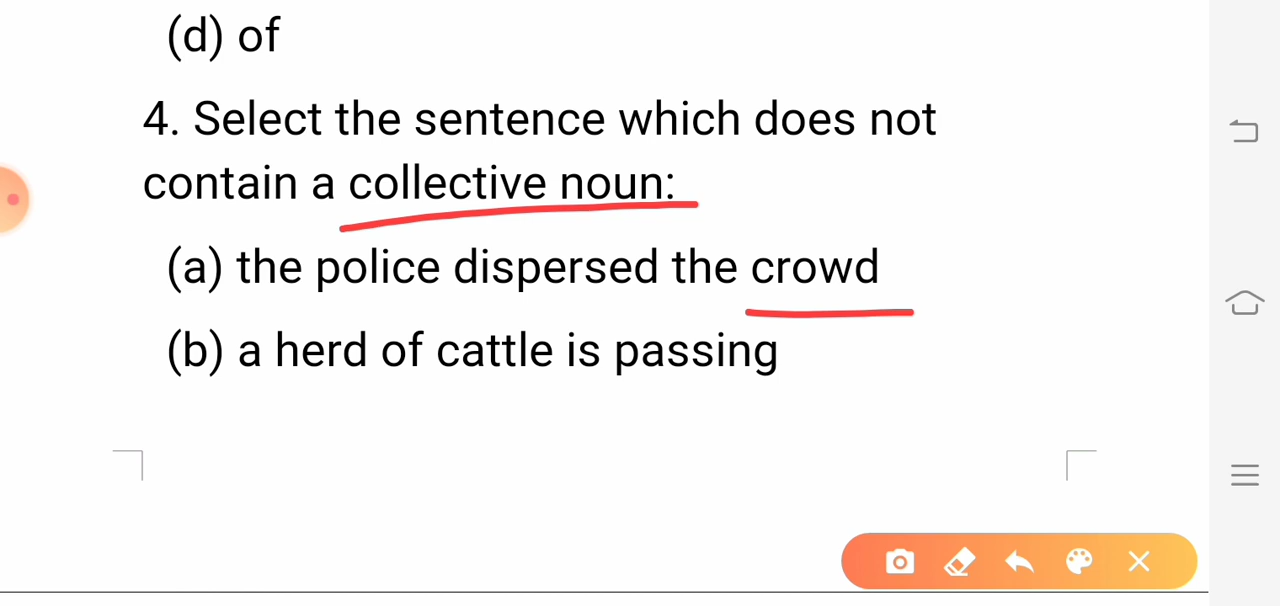 (d) of
4. Select the sentence which does not
contain a collective noun:
(a) the police dispersed the crowd
(b) a herd of cattle is passing